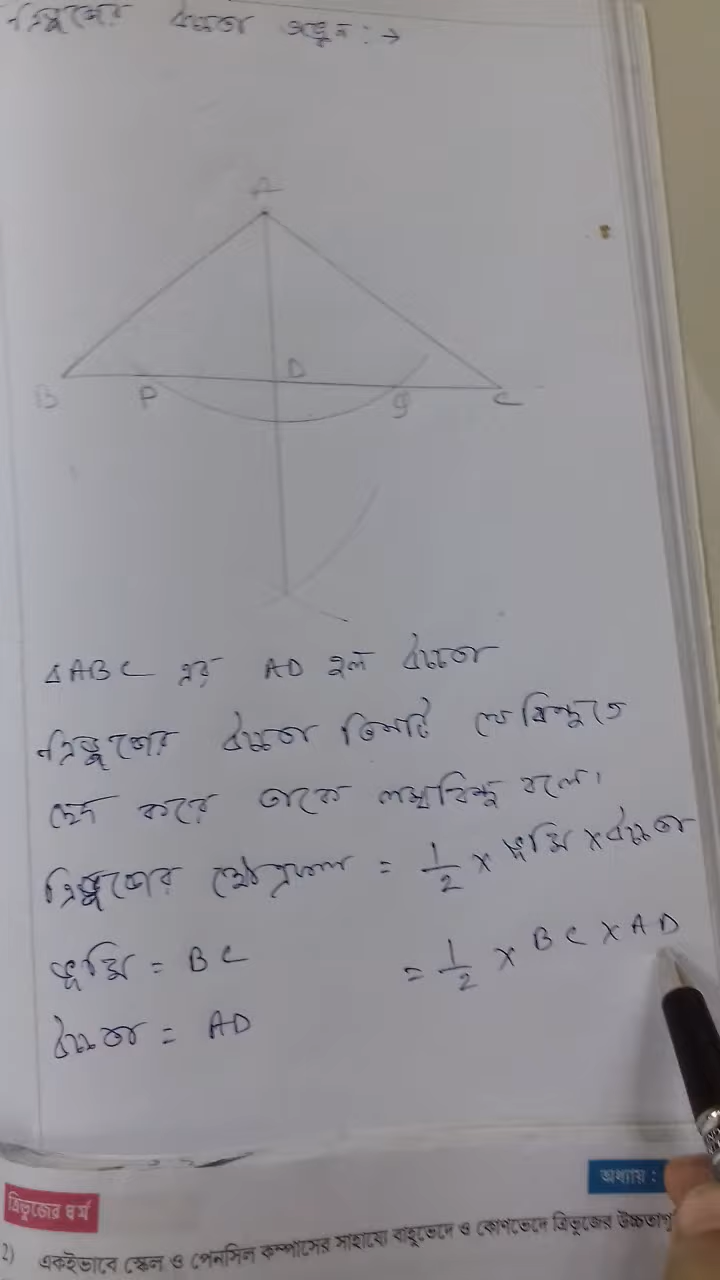 ত্রিভুজের উচ্চতা অঙ্কন : →
A
B P D Q C
△ABC এর AD হল উচ্চতা
ত্রিভুজের উচ্চতা তিনটি যে বিন্দুতে
ছেদ করে তাকে লম্ববিন্দু বলে।
ত্রিভুজের ক্ষেত্রফল = 1/2 × ভূমি × উচ্চতা
ভূমি = BC = 1/2 × BC × AD
উচ্চতা = AD
অধ্যায় :
ত্রিভুজের ধর্ম
2) একইভাবে স্কেল ও পেনসিল কম্পাসের সাহায্যে বাহুভেদে ও কোণভেদে ত্রিভুজের উচ্চতাগু